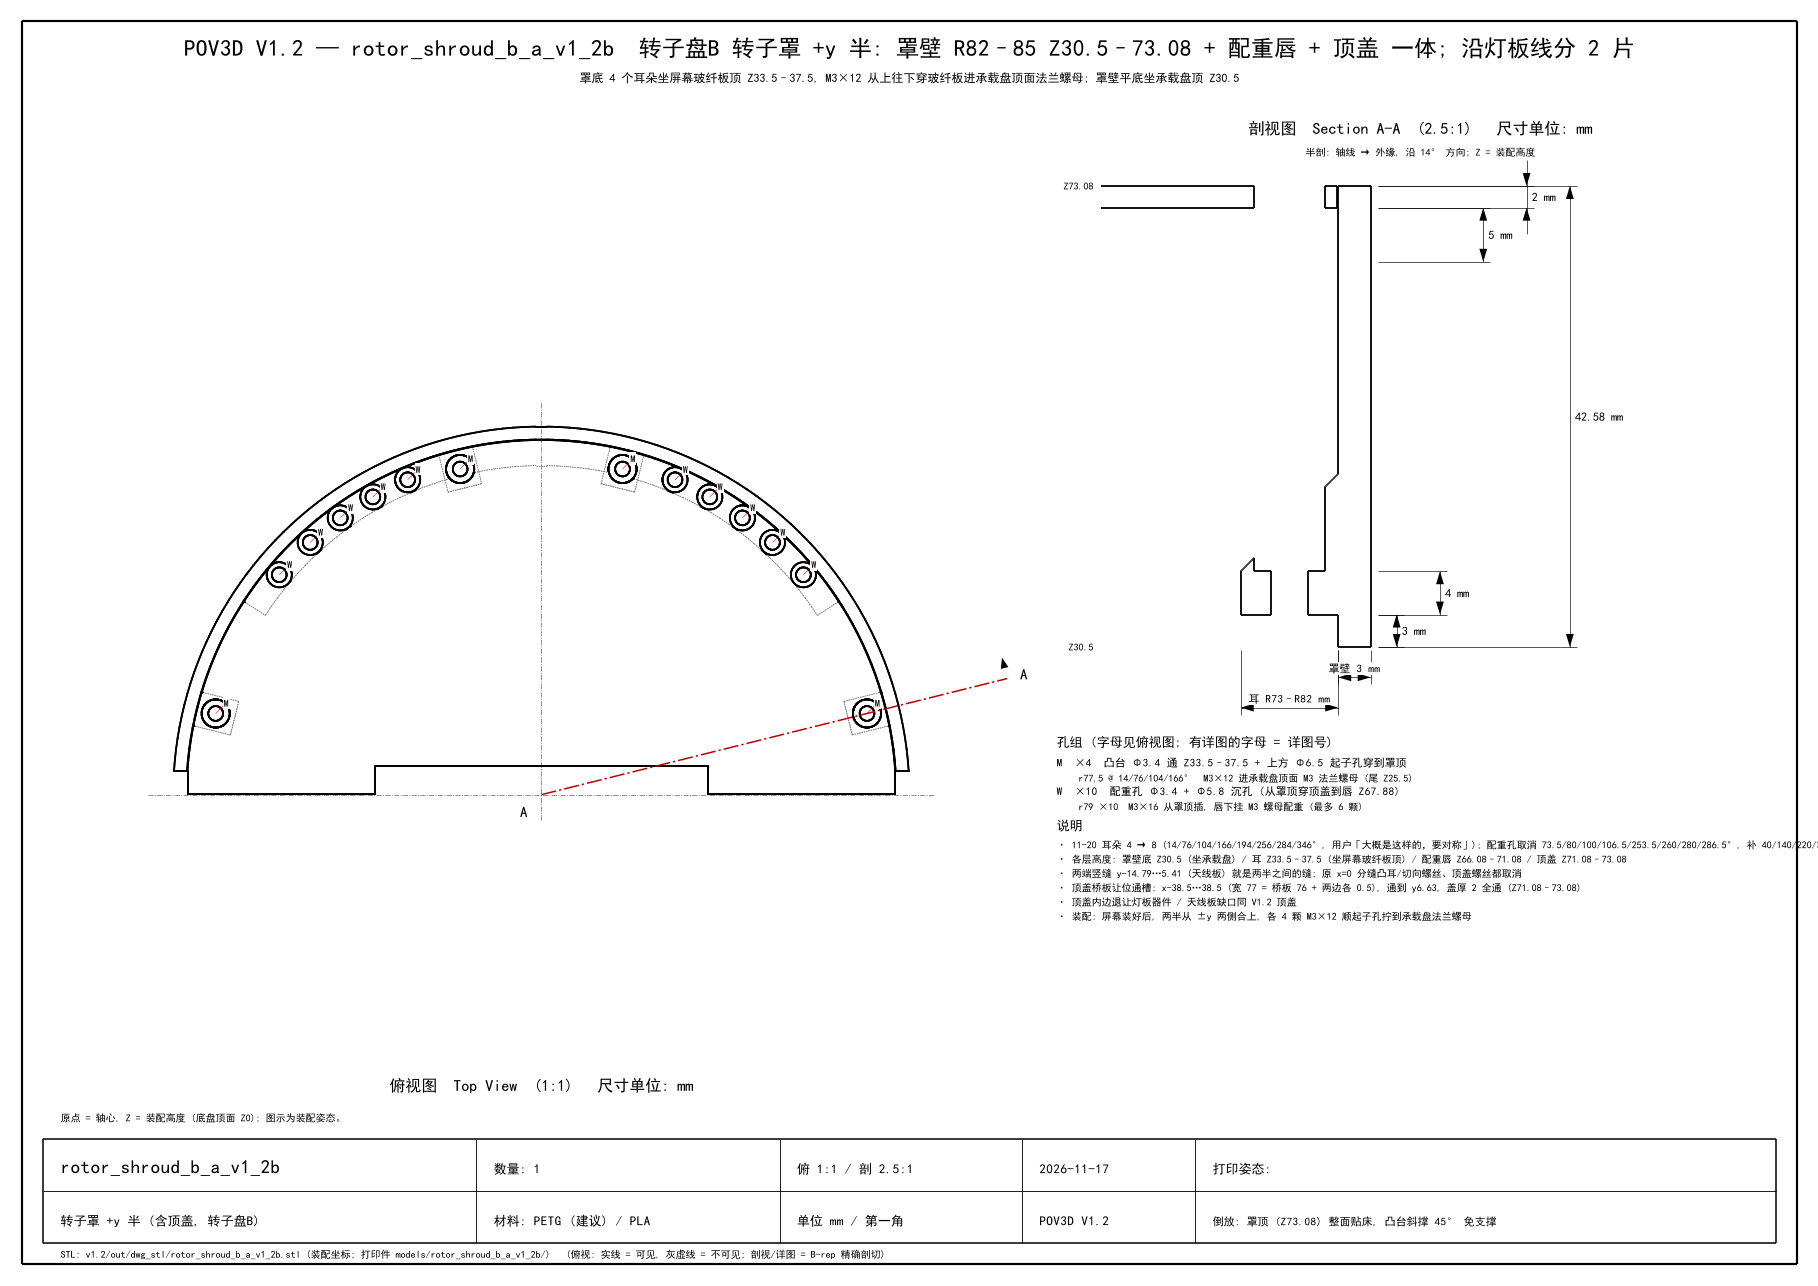 POV3D V1.2 — rotor_shroud_b_a_v1_2b 转子盘B 转子罩 +y 半: 罩壁 R82–85 Z30.5–73.08 + 配重唇 + 顶盖 一体; 沿灯板线分 2 片
罩底 4 个耳朵坐屏幕玻纤板顶 Z33.5–37.5, M3×12 从上往下穿玻纤板进承载盘顶面法兰螺母; 罩壁平底坐承载盘顶 Z30.5
剖视图 Section A-A (2.5:1) 尺寸单位: mm
半剖: 轴线 → 外缘, 沿 14° 方向; Z = 装配高度
Z73.08
2 mm
5 mm
42.58 mm
4 mm
3 mm
Z30.5
罩壁 3 mm
耳 R73–R82 mm
M
M
W
W
W
W
W
W
W
W
W
W
M
M
A
A
孔组 (字母见俯视图; 有详图的字母 = 详图号)
M ×4 凸台 Φ3.4 通 Z33.5–37.5 + 上方 Φ6.5 起子孔穿到罩顶
r77.5 @ 14/76/104/166° M3×12 进承载盘顶面 M3 法兰螺母 (尾 Z25.5)
W ×10 配重孔 Φ3.4 + Φ5.8 沉孔 (从罩顶穿顶盖到唇 Z67.88)
r79 ×10 M3×16 从罩顶插, 唇下挂 M3 螺母配重 (最多 6 颗)
说明
· 11-20 耳朵 4 → 8 (14/76/104/166/194/256/284/346°, 用户「大概是这样的, 要对称」); 配重孔取消 73.5/80/100/106.5/253.5/260/280/286.5°, 补 40/140/220/
· 各层高度: 罩壁底 Z30.5 (坐承载盘) / 耳 Z33.5–37.5 (坐屏幕玻纤板顶) / 配重唇 Z66.08–71.08 / 顶盖 Z71.08–73.08
· 两端竖缝 y-14.79…5.41 (天线板) 就是两半之间的缝; 原 x=0 分缝凸耳/切向螺丝、顶盖螺丝都取消
· 顶盖桥板让位通槽: x-38.5…38.5 (宽 77 = 桥板 76 + 两边各 0.5), 通到 y6.63, 盖厚 2 全通 (Z71.08–73.08)
· 顶盖内边退让灯板器件 / 天线板缺口同 V1.2 顶盖
· 装配: 屏幕装好后, 两半从 ±y 两侧合上, 各 4 颗 M3×12 顺起子孔拧到承载盘法兰螺母
俯视图 Top View (1:1) 尺寸单位: mm
原点 = 轴心, Z = 装配高度 (底盘顶面 Z0); 图示为装配姿态。
rotor_shroud_b_a_v1_2b
数量: 1
俯 1:1 / 剖 2.5:1
2026-11-17
打印姿态:
转子罩 +y 半 (含顶盖, 转子盘B)
材料: PETG (建议) / PLA
单位 mm / 第一角
POV3D V1.2
倒放: 罩顶 (Z73.08) 整面贴床, 凸台斜撑 45° 免支撑
STL: v1.2/out/dwg_stl/rotor_shroud_b_a_v1_2b.stl (装配坐标; 打印件 models/rotor_shroud_b_a_v1_2b/) (俯视: 实线 = 可见, 灰虚线 = 不可见; 剖视/详图 = B-rep 精确剖切)